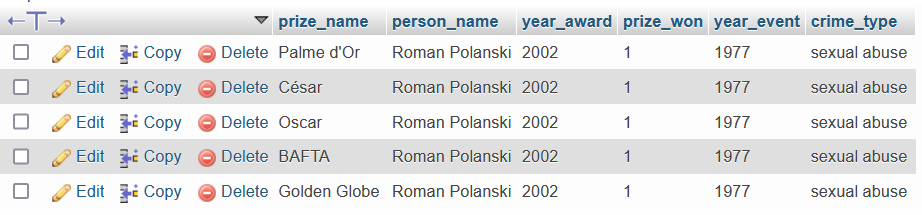 prize_name person_name year_award prize_won year_event crime_type
Edit Copy Delete Palme d'Or Roman Polanski 2002 1 1977 sexual abuse
Edit Copy Delete César Roman Polanski 2002 1 1977 sexual abuse
Edit Copy Delete Oscar Roman Polanski 2002 1 1977 sexual abuse
Edit Copy Delete BAFTA Roman Polanski 2002 1 1977 sexual abuse
Edit Copy Delete Golden Globe Roman Polanski 2002 1 1977 sexual abuse